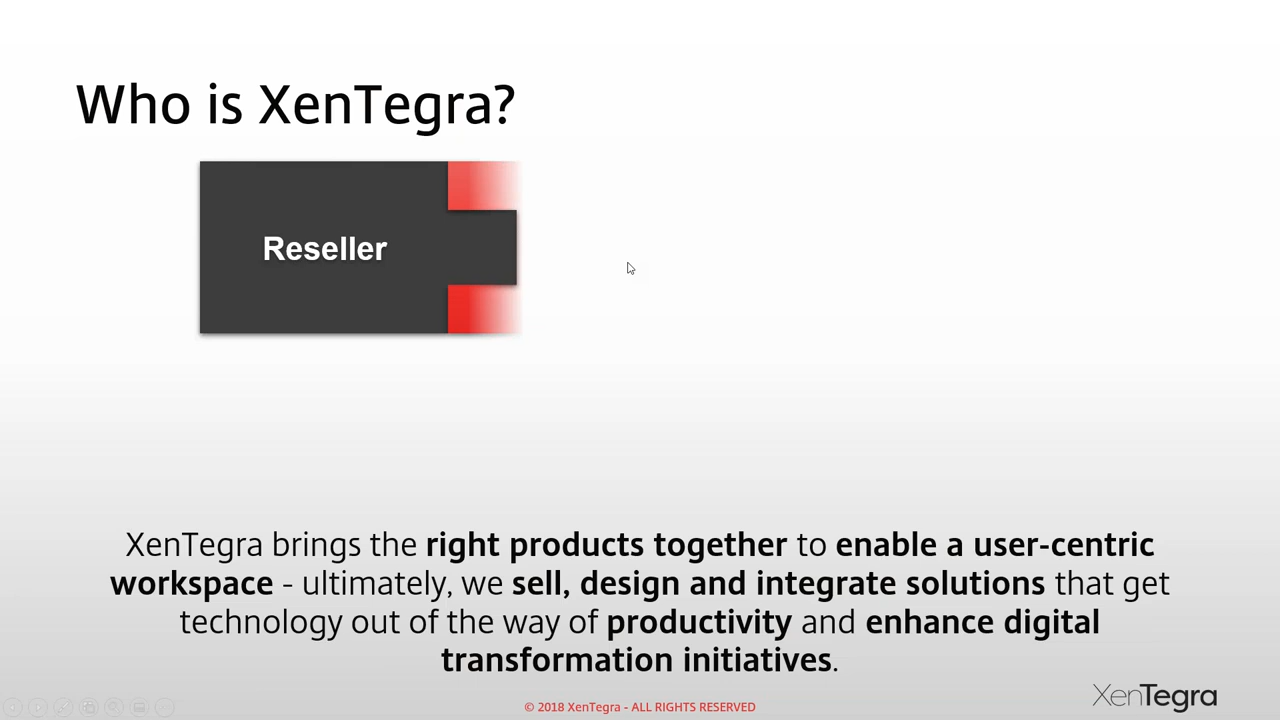 Who is XenTegra?
Reseller
XenTegra brings the right products together to enable a user-centric
workspace - ultimately, we sell, design and integrate solutions that get
technology out of the way of productivity and enhance digital
transformation initiatives.
© 2018 XenTegra - ALL RIGHTS RESERVED
XenTegra